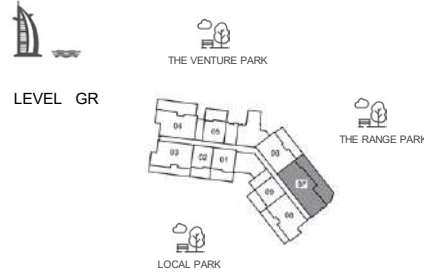 THE VENTURE PARK
LEVEL GR
THE RANGE PARK
04
05
03
02
01
06
07
09
08
LOCAL PARK